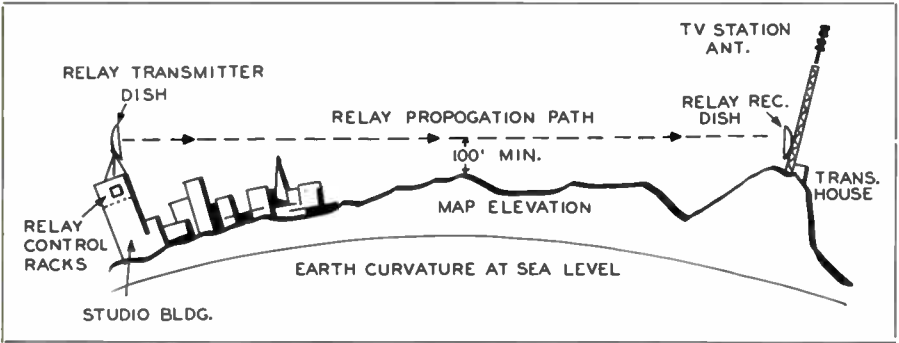 TV STATION
ANT.
RELAY TRANSMITTER
DISH
RELAY PROPOGATION PATH
RELAY REC.
DISH
100' MIN.
TRANS.
HOUSE
MAP ELEVATION
RELAY
CONTROL
RACKS
EARTH CURVATURE AT SEA LEVEL
STUDIO BLDG.